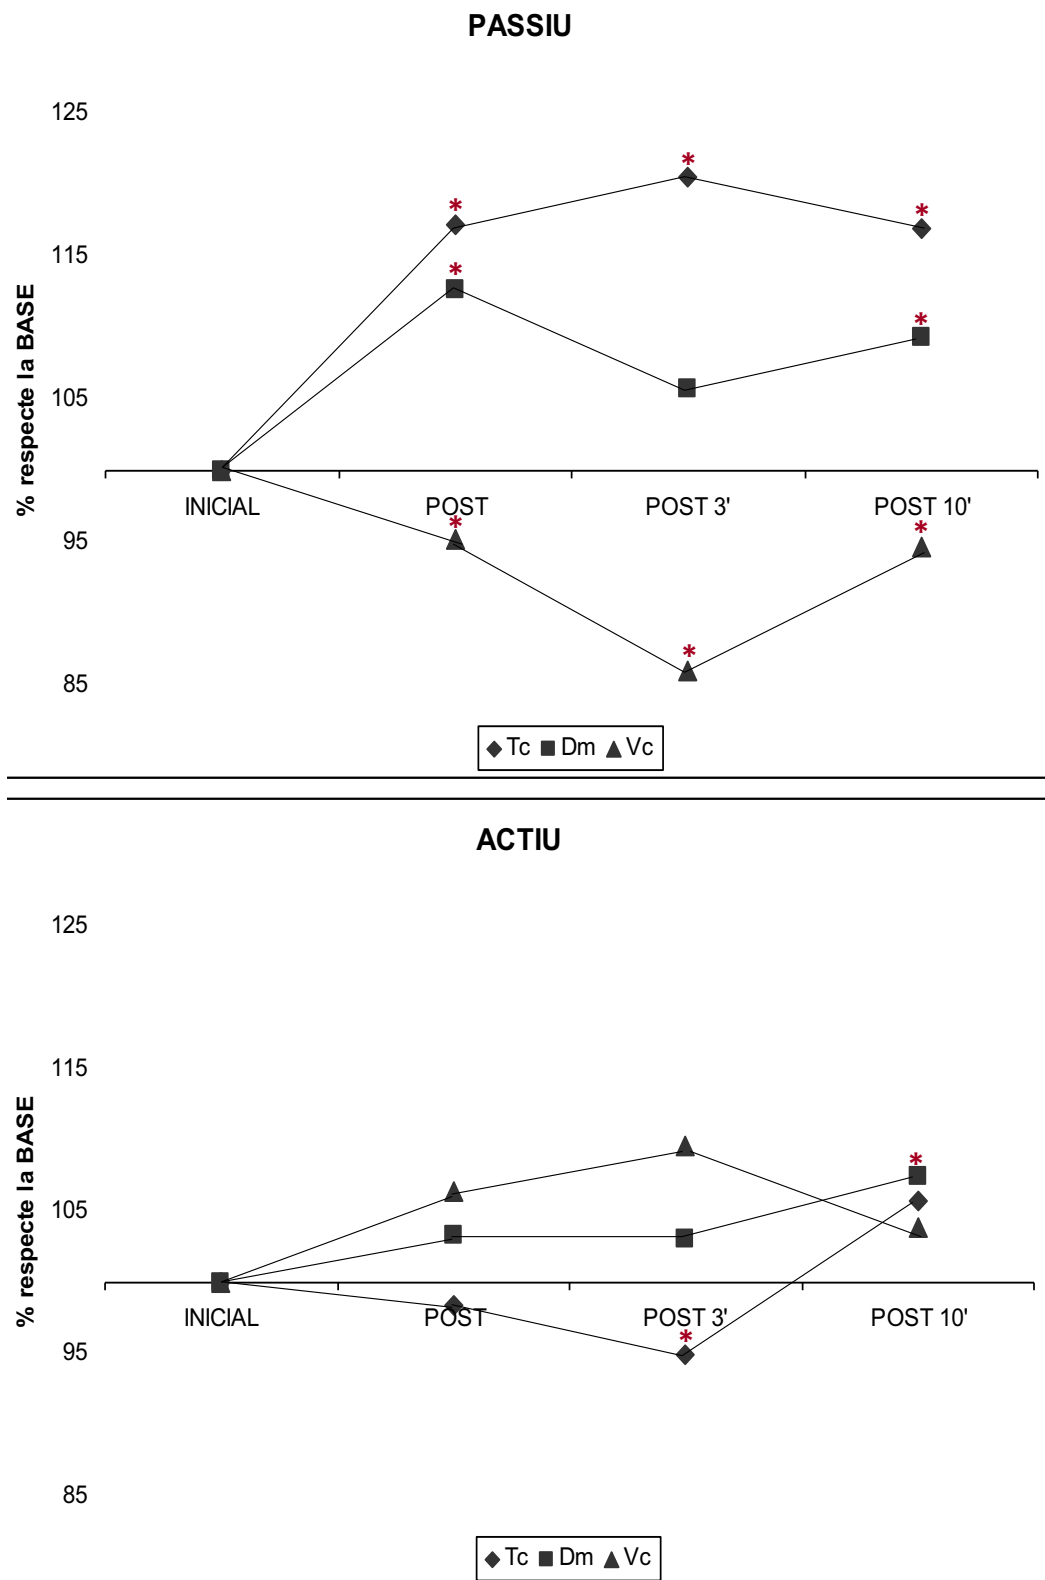 PASSIU
125
115
105
95
85
% respecte la BASE
* * *
* *
* * *
INICIAL POST POST 3' POST 10'
Tc Dm Vc
ACTIU
125
115
105
95
85
% respecte la BASE
*
*
INICIAL POST POST 3' POST 10'
Tc Dm Vc